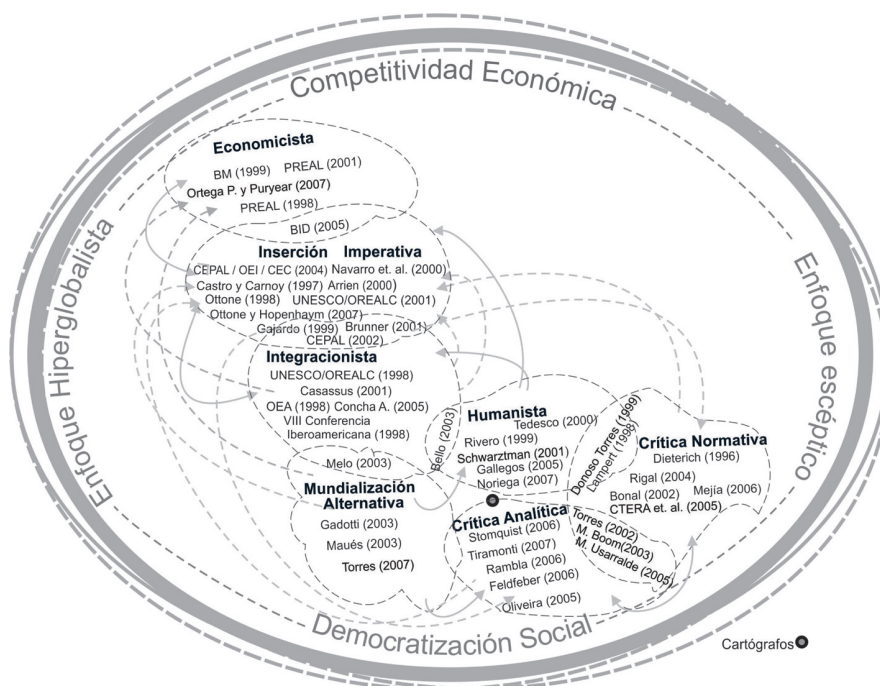 Competitividad Económica
Enfoque Hiperglobalista
Enfoque escéptico
Economicista
BM (1999) PREAL (2001)
Ortega P. y Puryear (2007)
PREAL (1998)
BID (2005)
Inserción Imperativa
CEPAL / OEI / CEC (2004) Navarro et. al. (2000)
Castro y Carnoy (1997) Arrien (2000)
Ottone (1998) UNESCO/OREALC (2001)
Ottone y Hopenhaym (2007)
Gajardo (1999) Brunner (2001)
CEPAL (2002)
Integracionista
UNESCO/OREALC (1998)
Casassus (2001)
OEA (1998) Concha A. (2005)
VIII Conferencia
Iberoamericana (1998)
Melo (2003)
Bello (2003)
Humanista
Tedesco (2000)
Rivero (1999)
Schwartzman (2001)
Gallegos (2005)
Noriega (2007)
Donoso Torres (1999)
Lampert (1998)
Crítica Normativa
Dieterich (1996)
Rigal (2004)
Bonal (2002) Mejía (2006)
CTERA et. al. (2005)
Mundialización
Alternativa
Gadotti (2003)
Maués (2003)
Torres (2007)
Crítica Analítica
Stomquist (2006)
Tiramonti (2007)
Rambla (2006)
Feldfeber (2006)
Oliveira (2005)
Torres (2002)
M. Boom(2003)
M. Usarralde (2005)
Democratización Social
Cartógrafos